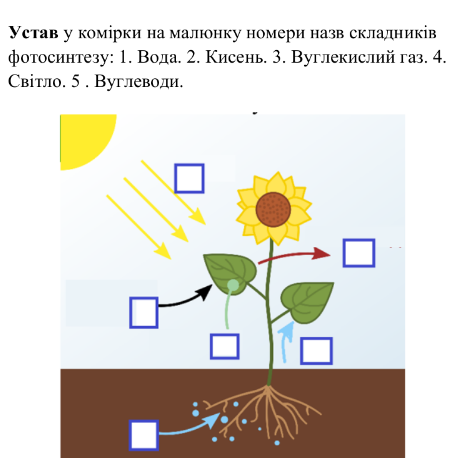 Устав у комірки на малюнку номери назв складників
фотосинтезу: 1. Вода. 2. Кисень. 3. Вуглекислий газ. 4.
Світло. 5 . Вуглеводи.